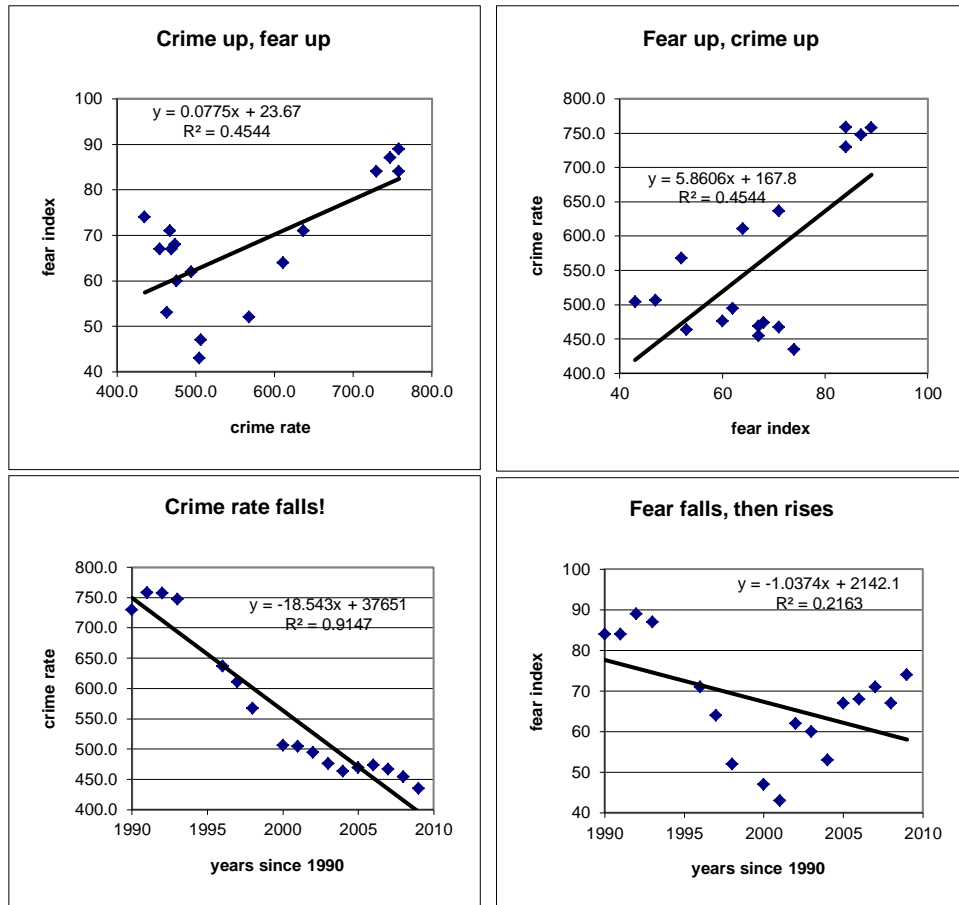 Crime up, fear up
y = 0.0775x + 23.67
R² = 0.4544
fear index
100
90
80
70
60
50
40
400.0 500.0 600.0 700.0 800.0
crime rate
Fear up, crime up
y = 5.8606x + 167.8
R² = 0.4544
crime rate
800.0
750.0
700.0
650.0
600.0
550.0
500.0
450.0
400.0
40 60 80 100
fear index
Crime rate falls!
y = -18.543x + 37651
R² = 0.9147
crime rate
800.0
750.0
700.0
650.0
600.0
550.0
500.0
450.0
400.0
1990 1995 2000 2005 2010
years since 1990
Fear falls, then rises
y = -1.0374x + 2142.1
R² = 0.2163
fear index
100
90
80
70
60
50
40
1990 1995 2000 2005 2010
years since 1990